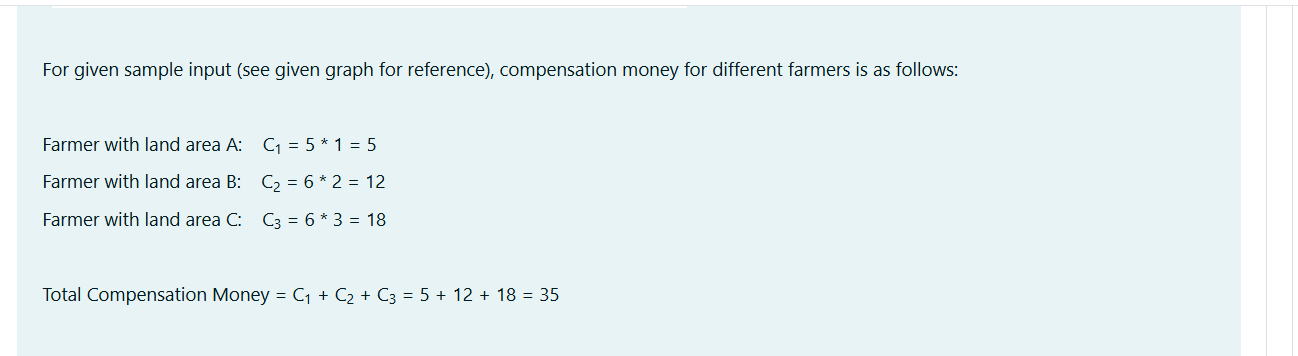 For given sample input (see given graph for reference), compensation money for different farmers is as follows:
Farmer with land area A: C₁ = 5 * 1 = 5
Farmer with land area B: C₂ = 6 * 2 = 12
Farmer with land area C: C₃ = 6 * 3 = 18
Total Compensation Money = C₁ + C₂ + C₃ = 5 + 12 + 18 = 35